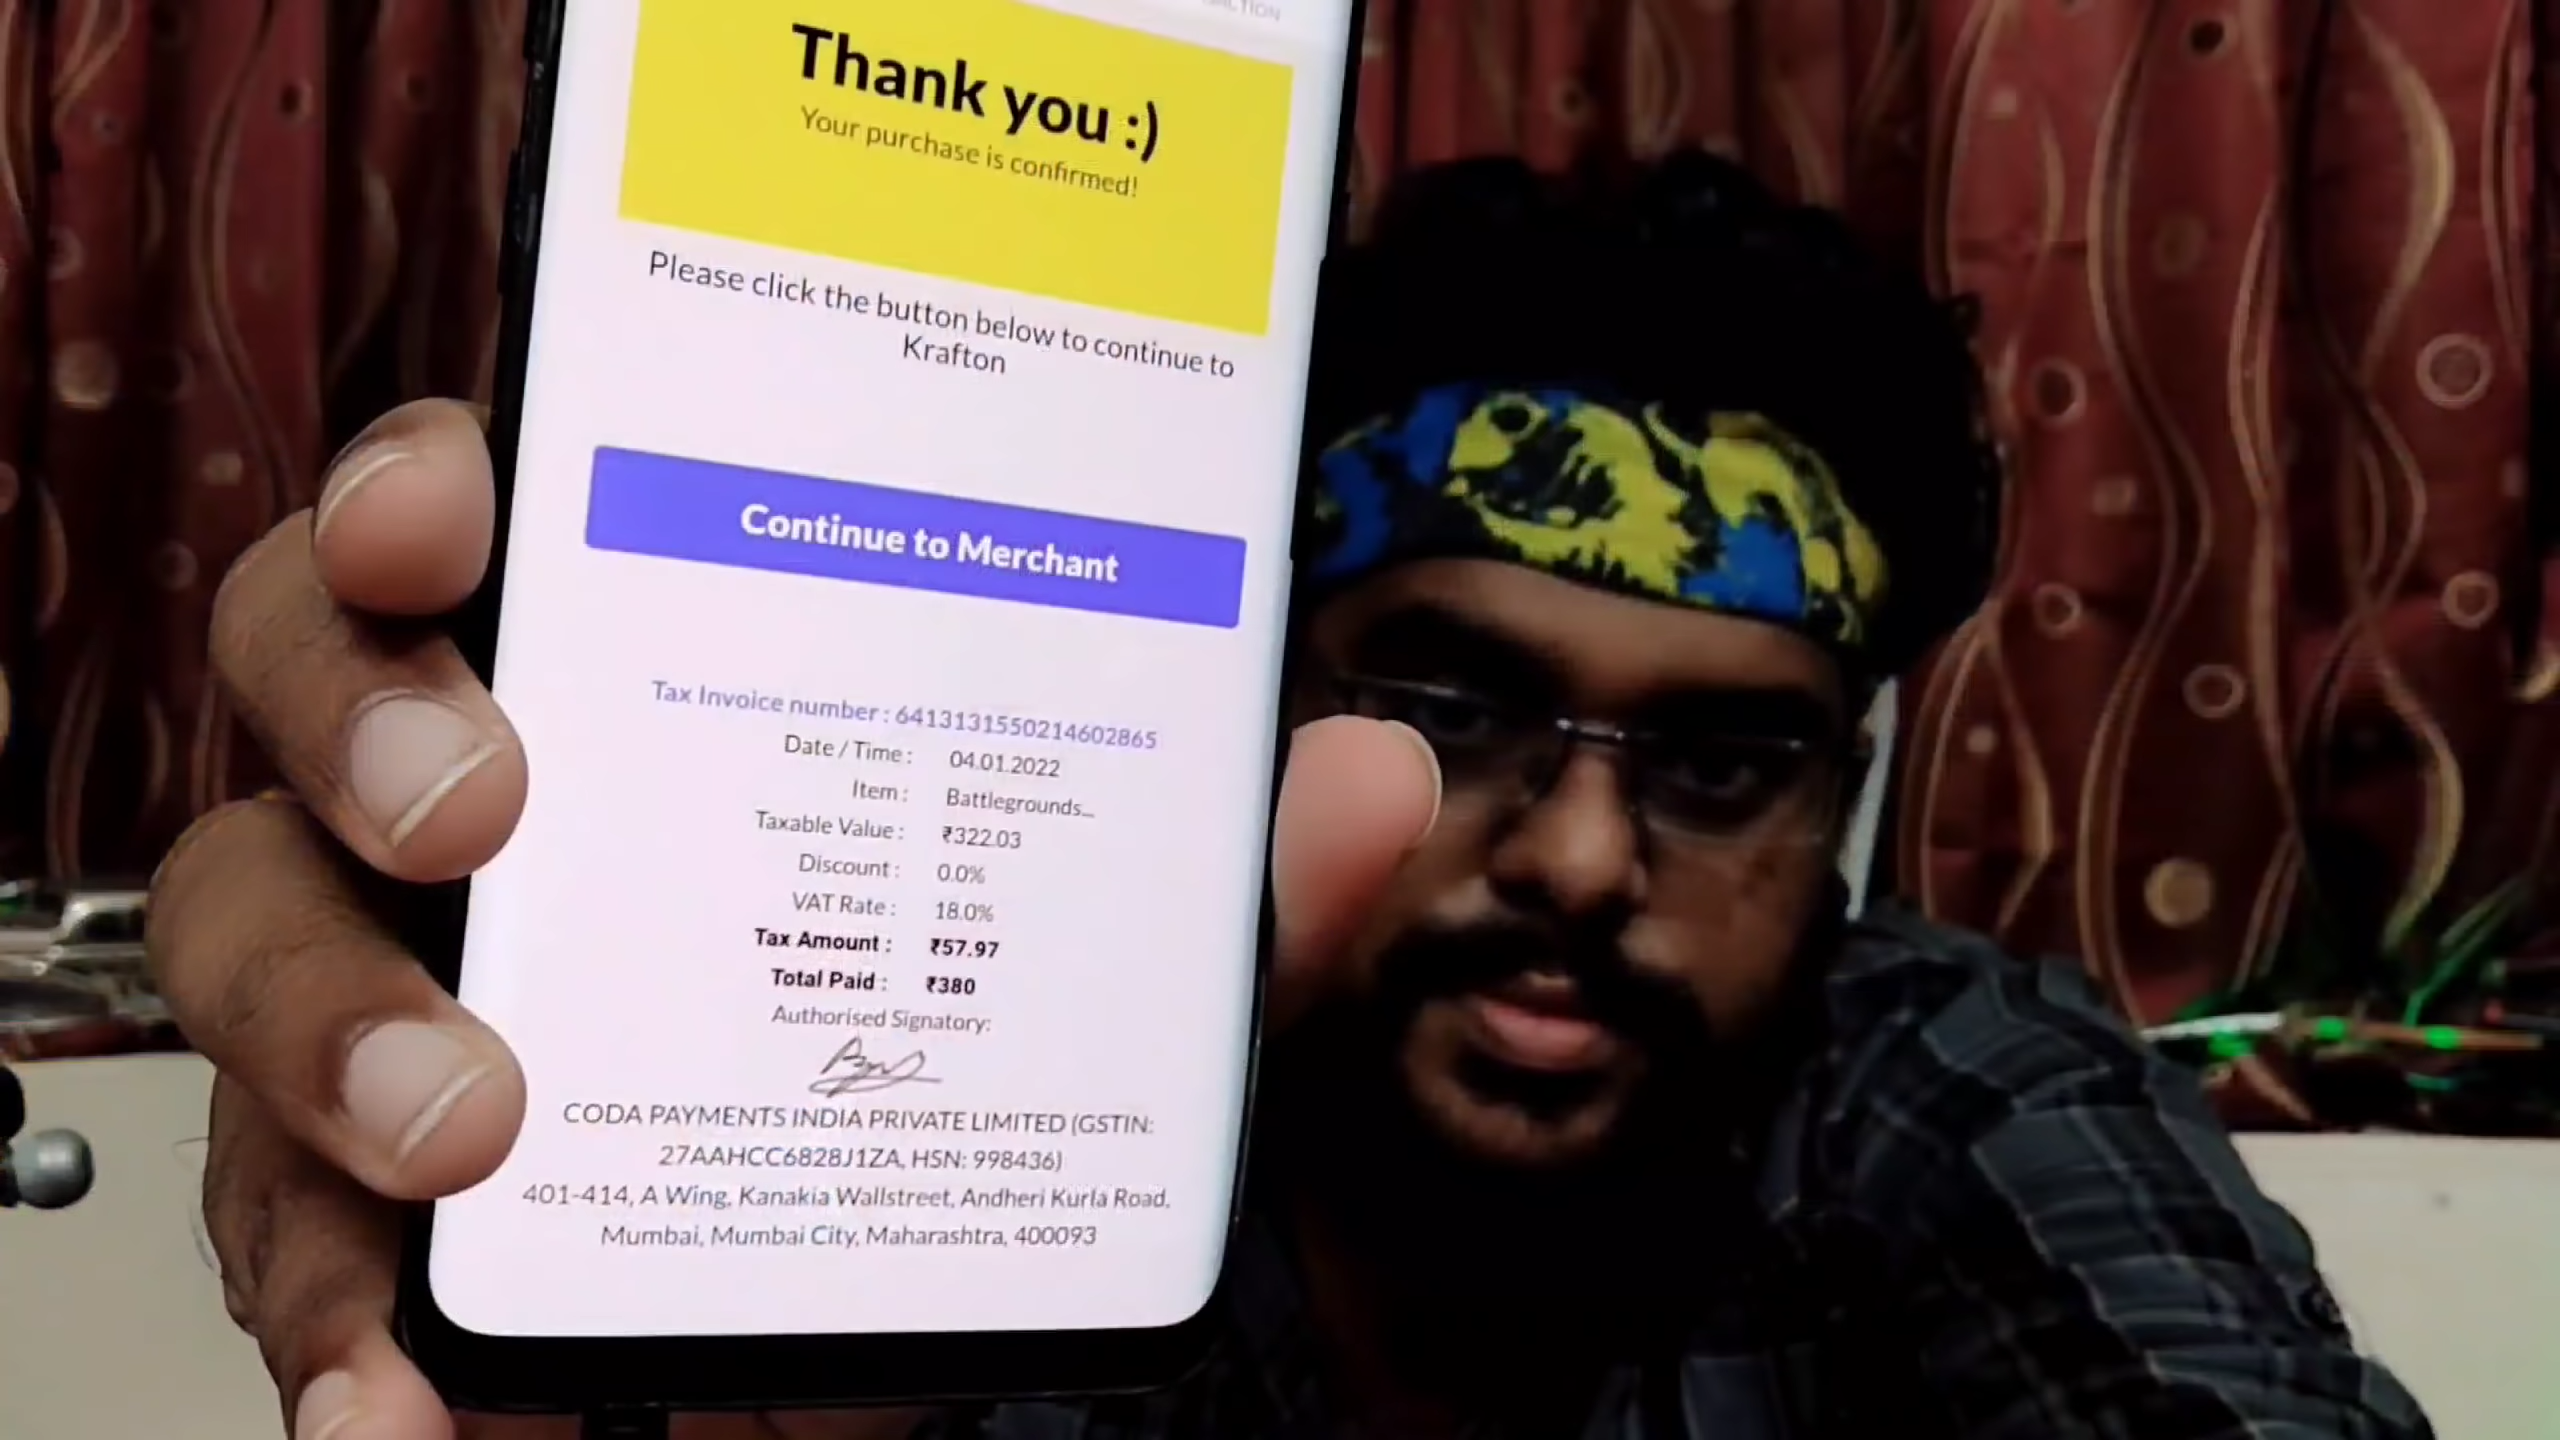 Thank you :)
Your purchase is confirmed!
Please click the button below to continue to
Krafton
Continue to Merchant
Tax Invoice number : 6413131550214602865
Date / Time : 04.01.2022
Item : Battlegrounds_
Taxable Value : ₹322.03
Discount : 0.0%
VAT Rate : 18.0%
Tax Amount : ₹57.97
Total Paid : ₹380
Authorised Signatory:
CODA PAYMENTS INDIA PRIVATE LIMITED (GSTIN:
27AAHCC6828J1ZA, HSN: 998436)
401-414, A Wing, Kanakia Wallstreet, Andheri Kurla Road,
Mumbai, Mumbai City, Maharashtra, 400093